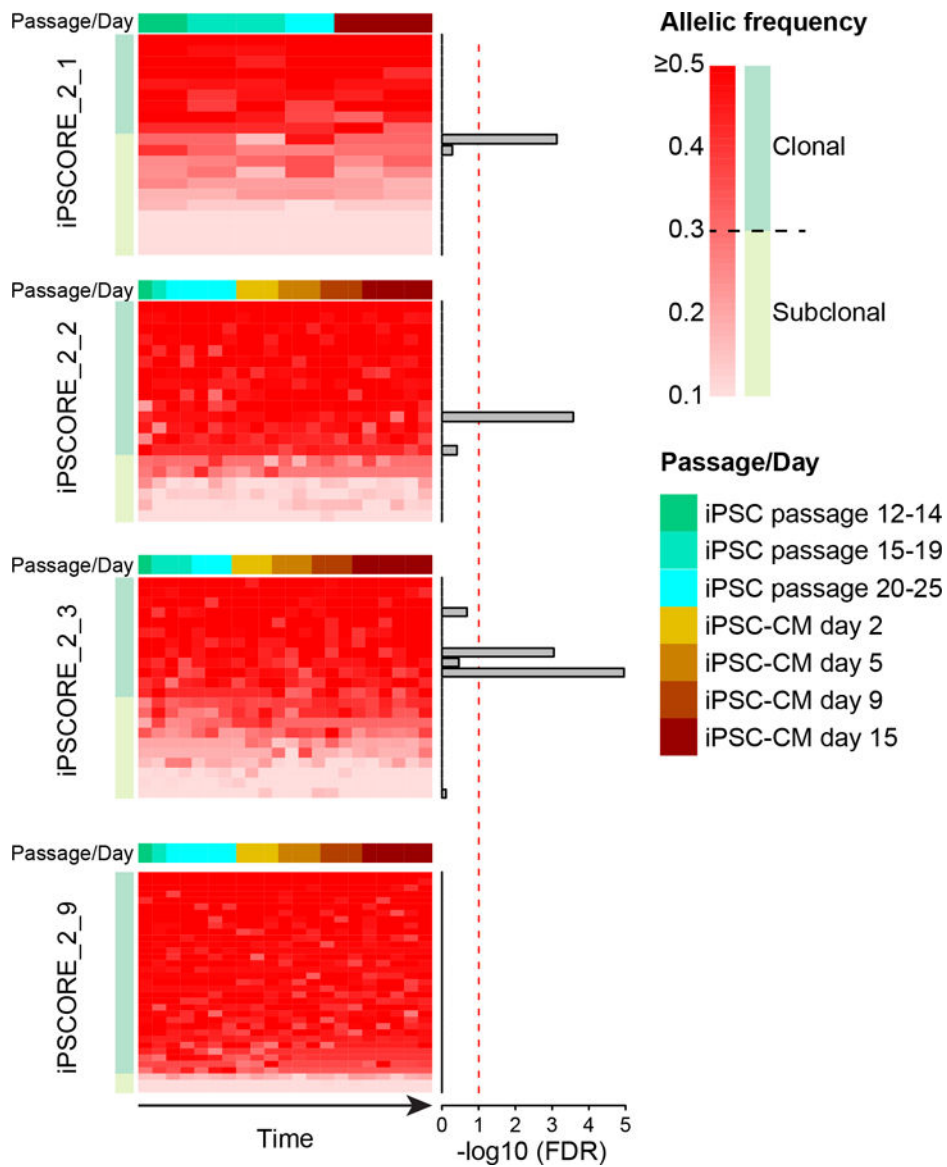 Passage/Day
iPSCORE_2_1
Passage/Day
iPSCORE_2_2
Passage/Day
iPSCORE_2_3
Passage/Day
iPSCORE_2_9
Time
0 1 2 3 4 5
-log10 (FDR)
Allelic frequency
≥0.5
0.4
0.3
0.2
0.1
Clonal
Subclonal
Passage/Day
iPSC passage 12-14
iPSC passage 15-19
iPSC passage 20-25
iPSC-CM day 2
iPSC-CM day 5
iPSC-CM day 9
iPSC-CM day 15